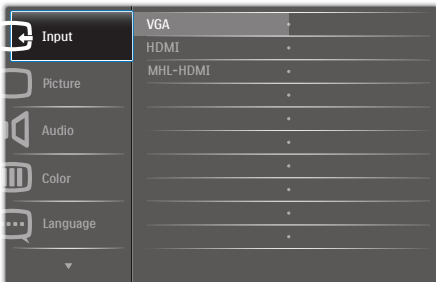 Input
VGA
HDMI
MHL-HDMI
Picture
Audio
Color
Language